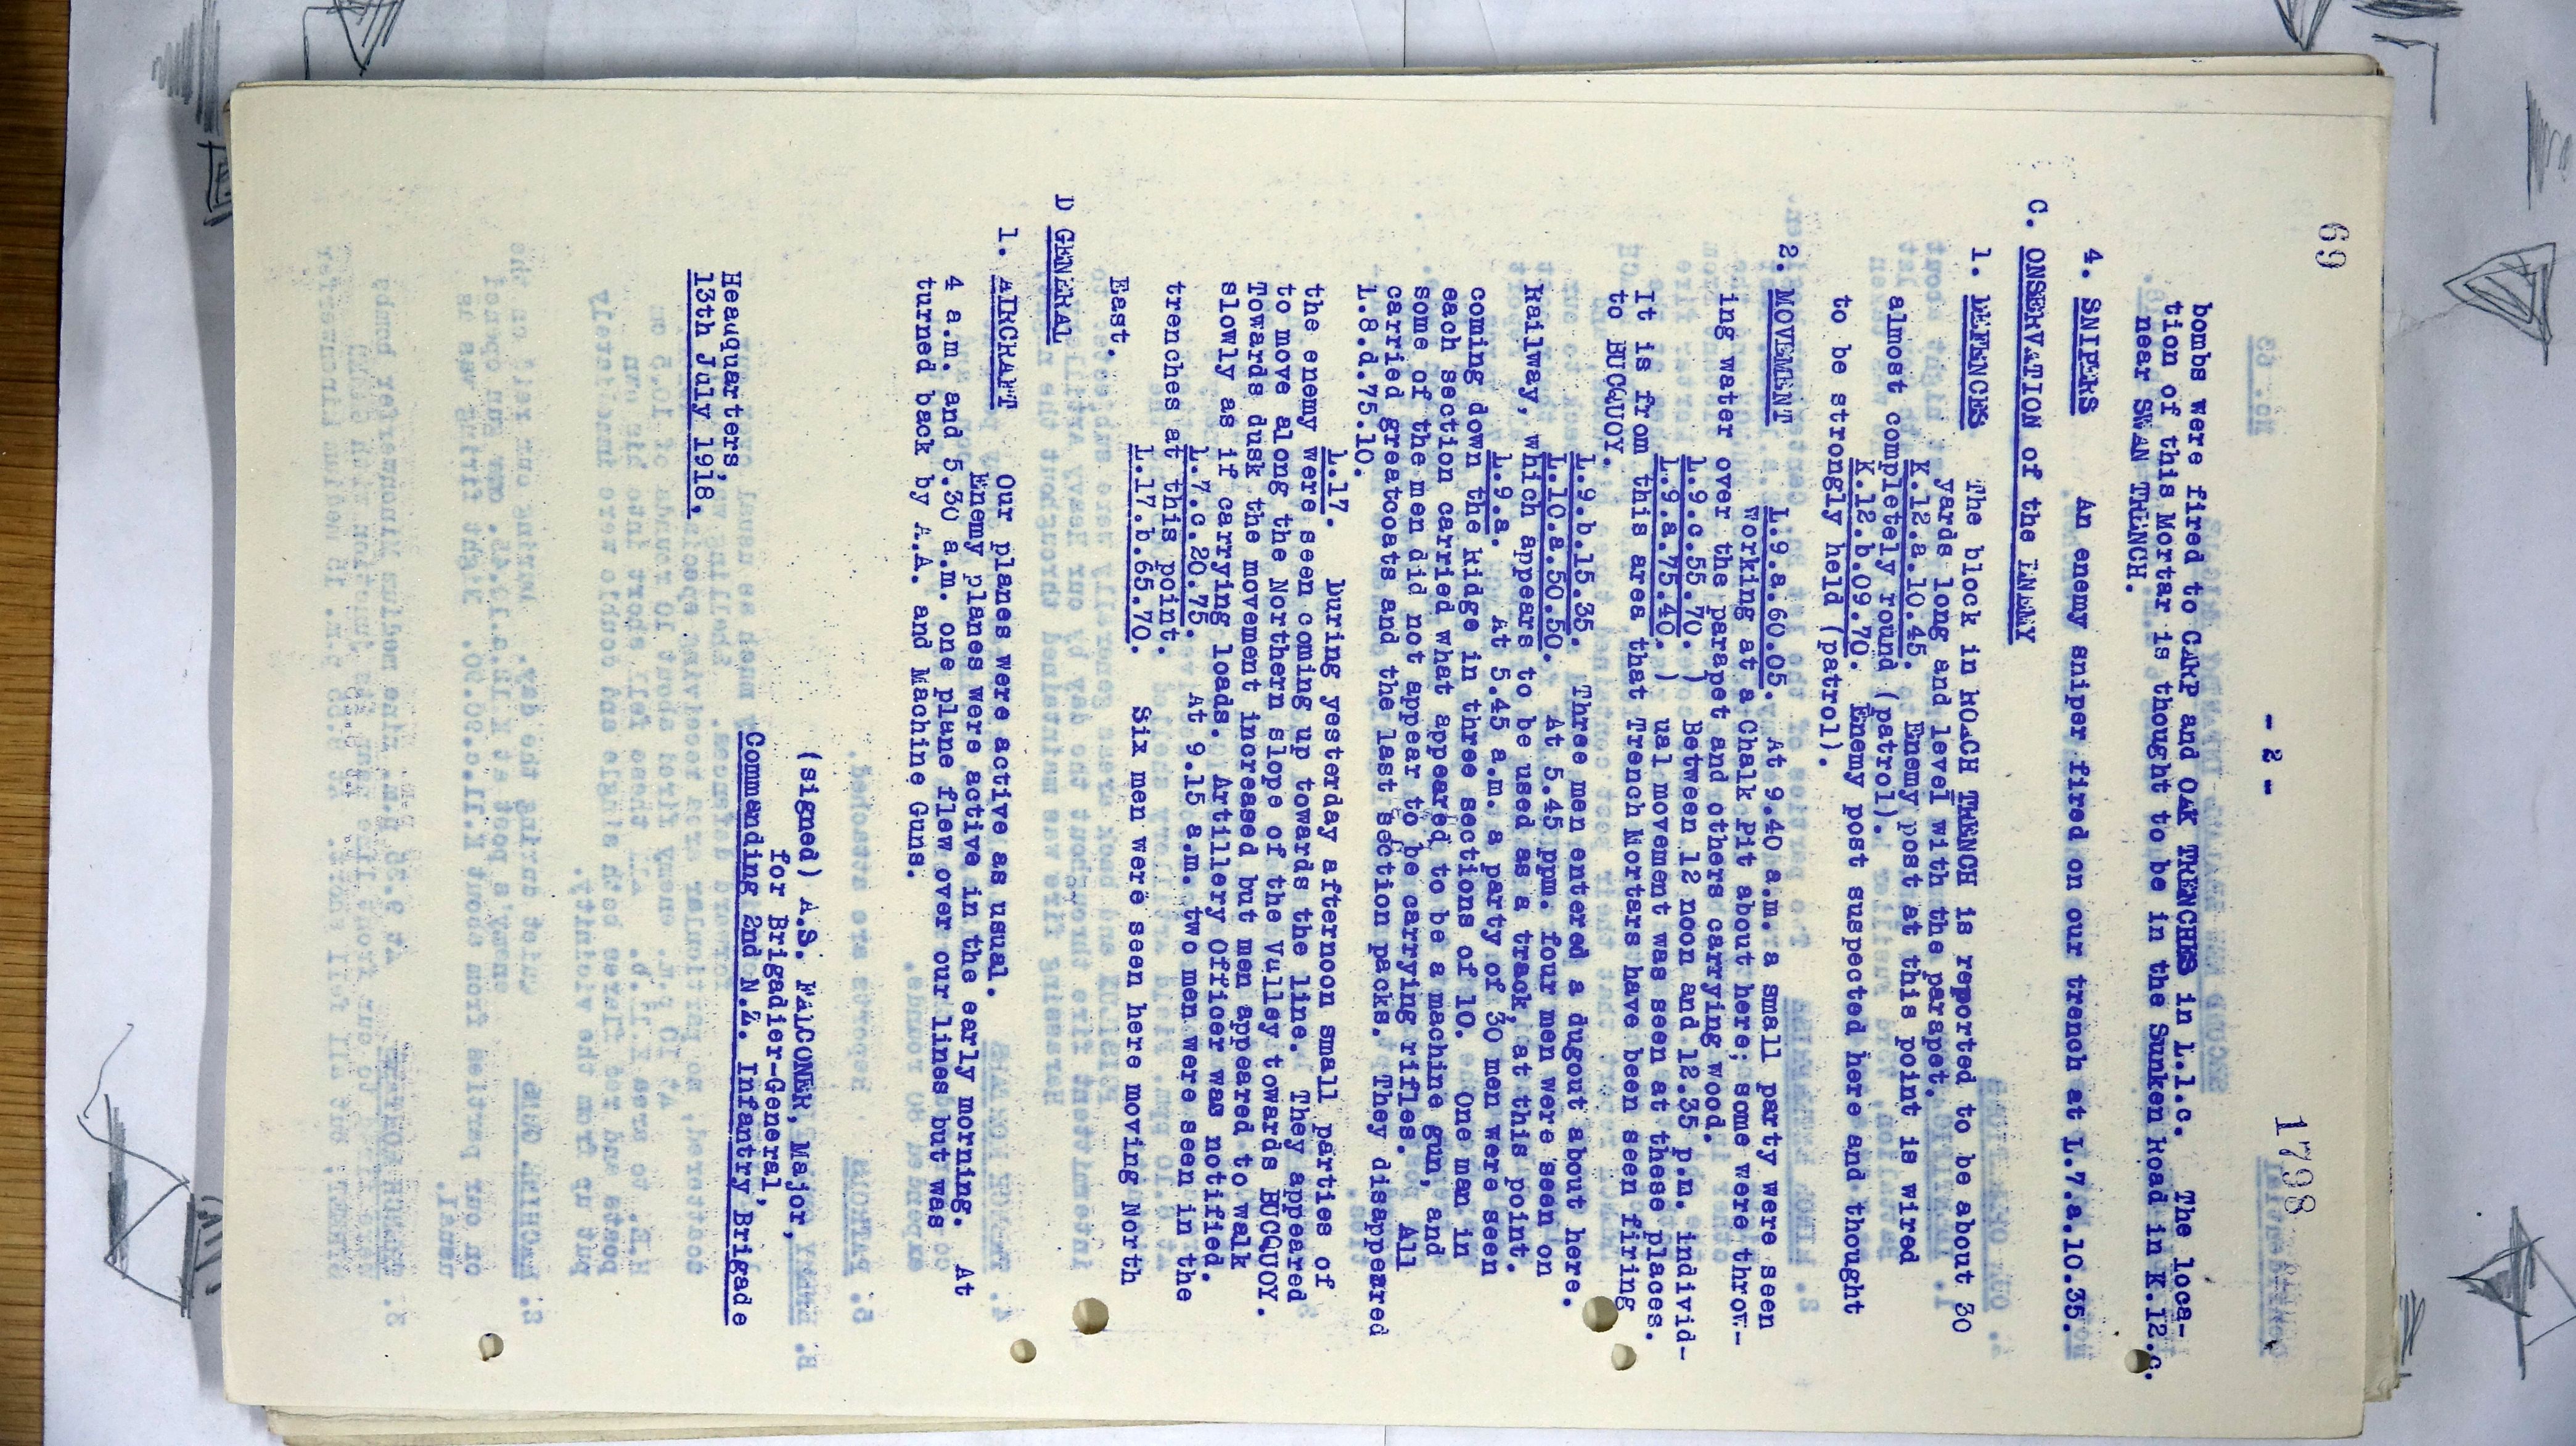 69
- 2 -
1798
bombs were fired to CARP and OAK TRENCHES in L.1.c. The loca-
tion of this Mortar is thought to be in the Sunken Road in K.12.c.
near SWAN TRENCH.
4. SNIPERS An enemy sniper fired on our trench at L.7.a.10.35.
C. ONSERVATION of the ENEMY
1. DEFENCES The block in ROACH TRENCH is reported to be about 30
yards long and level with the parapet.
K.12.a.10.45. Enemy post at this point is wired
almost completely round (patrol).
K.12.b.09.70. Enemy post suspected here and thought
to be strongly held (patrol).
2. MOVEMENT L.9.a.60.05. At 9.40 a.m. a small party were seen
working at a Chalk pit about here; some were throw-
ing water over the parapet and others carrying wood.
L.9.c.55.70. ) Between 12 noon and 12.35 p.m. individ-
L.9.a.75.40. ) ual movement was seen at these places.
It is from this area that Trench Mortars have been seen firing
to BUCQUOY.
L.9.b.15.35. Three men entered a dugout about here.
L.10.a.50.50. At 5.45 ppm. four men were seen on
Railway, which appears to be used as a track, at this point.
L.9.a. At 5.45 a.m. a party of 30 men were seen
coming down the Ridge in three sections of 10. One man in
each section carried what appeared to be a machine gun, and
some of the men did not appear to be carrying rifles. All
carried greatcoats and the last section packs. They disappeared
L.8.d.75.10.
L.17. During yesterday afternoon small parties of
the enemy were seen coming up towards the line. They appeared
to move along the Northern slope of the Valley towards BUCQUOY.
Towards dusk the movement increased but men appeared to walk
slowly as if carrying loads. Artillery Officer was notified.
L.7.c.20.75. At 9.15 a.m. two men were seen in the
trenches at this point.
L.17.b.65.70. Six men were seen here moving North
East.
D GENERAL
1. AIRCRAFT Our planes were active as usual.
Enemy planes were active in the early morning. At
4 a.m. and 5.30 a.m. one plane flew over our lines but was
turned back by A.A. and Machine Guns.
(signed) A.S. FALCONER, Major,
for Brigadier-General,
Commanding 2nd N.Z. Infantry Brigade
Headquarters,
13th July 1918.